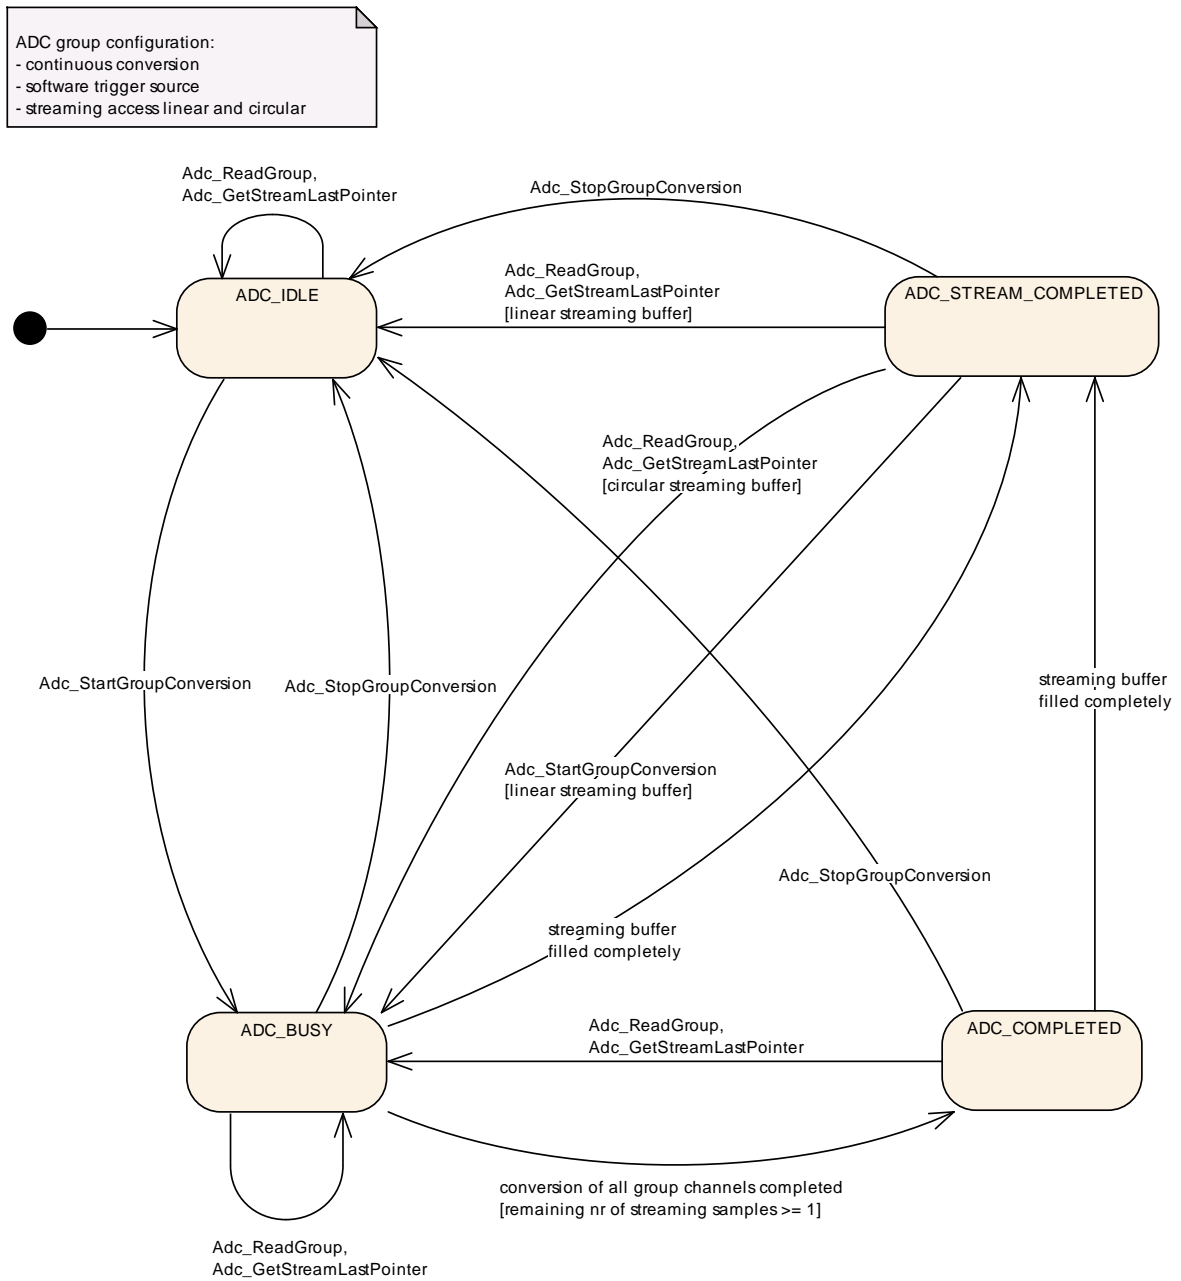 ADC group configuration:
- continuous conversion
- software trigger source
- streaming access linear and circular
Adc_ReadGroup,
Adc_GetStreamLastPointer
Adc_StopGroupConversion
Adc_ReadGroup,
Adc_GetStreamLastPointer
[linear streaming buffer]
ADC_IDLE
ADC_STREAM_COMPLETED
Adc_ReadGroup,
Adc_GetStreamLastPointer
[circular streaming buffer]
Adc_StartGroupConversion
Adc_StopGroupConversion
streaming buffer
filled completely
Adc_StartGroupConversion
[linear streaming buffer]
Adc_StopGroupConversion
streaming buffer
filled completely
ADC_BUSY
Adc_ReadGroup,
Adc_GetStreamLastPointer
ADC_COMPLETED
conversion of all group channels completed
[remaining nr of streaming samples >= 1]
Adc_ReadGroup,
Adc_GetStreamLastPointer